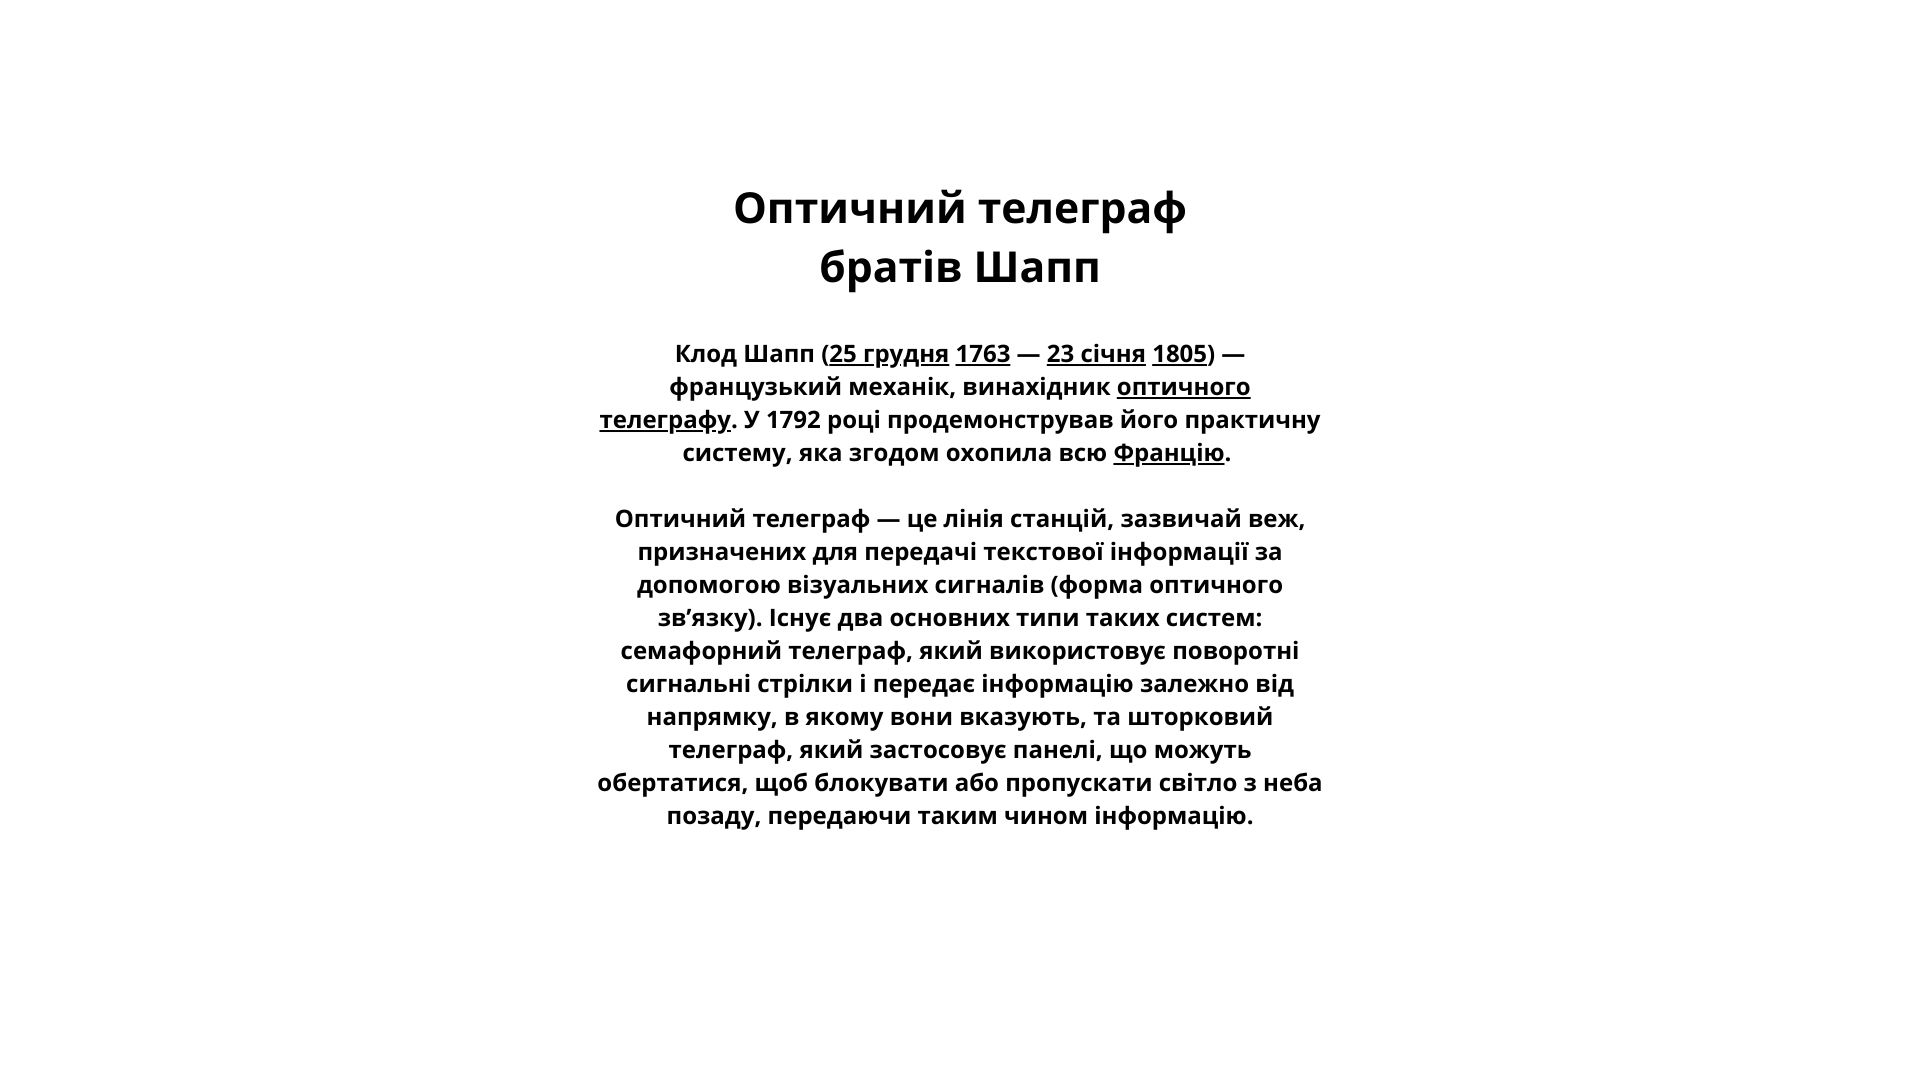 Оптичний телеграф
братів Шапп
Клод Шапп (25 грудня 1763 — 23 січня 1805) —
французький механік, винахідник оптичного
телеграфу. У 1792 році продемонстрував його практичну
систему, яка згодом охопила всю Францію.
Оптичний телеграф — це лінія станцій, зазвичай веж,
призначених для передачі текстової інформації за
допомогою візуальних сигналів (форма оптичного
зв’язку). Існує два основних типи таких систем:
семафорний телеграф, який використовує поворотні
сигнальні стрілки і передає інформацію залежно від
напрямку, в якому вони вказують, та шторковий
телеграф, який застосовує панелі, що можуть
обертатися, щоб блокувати або пропускати світло з неба
позаду, передаючи таким чином інформацію.